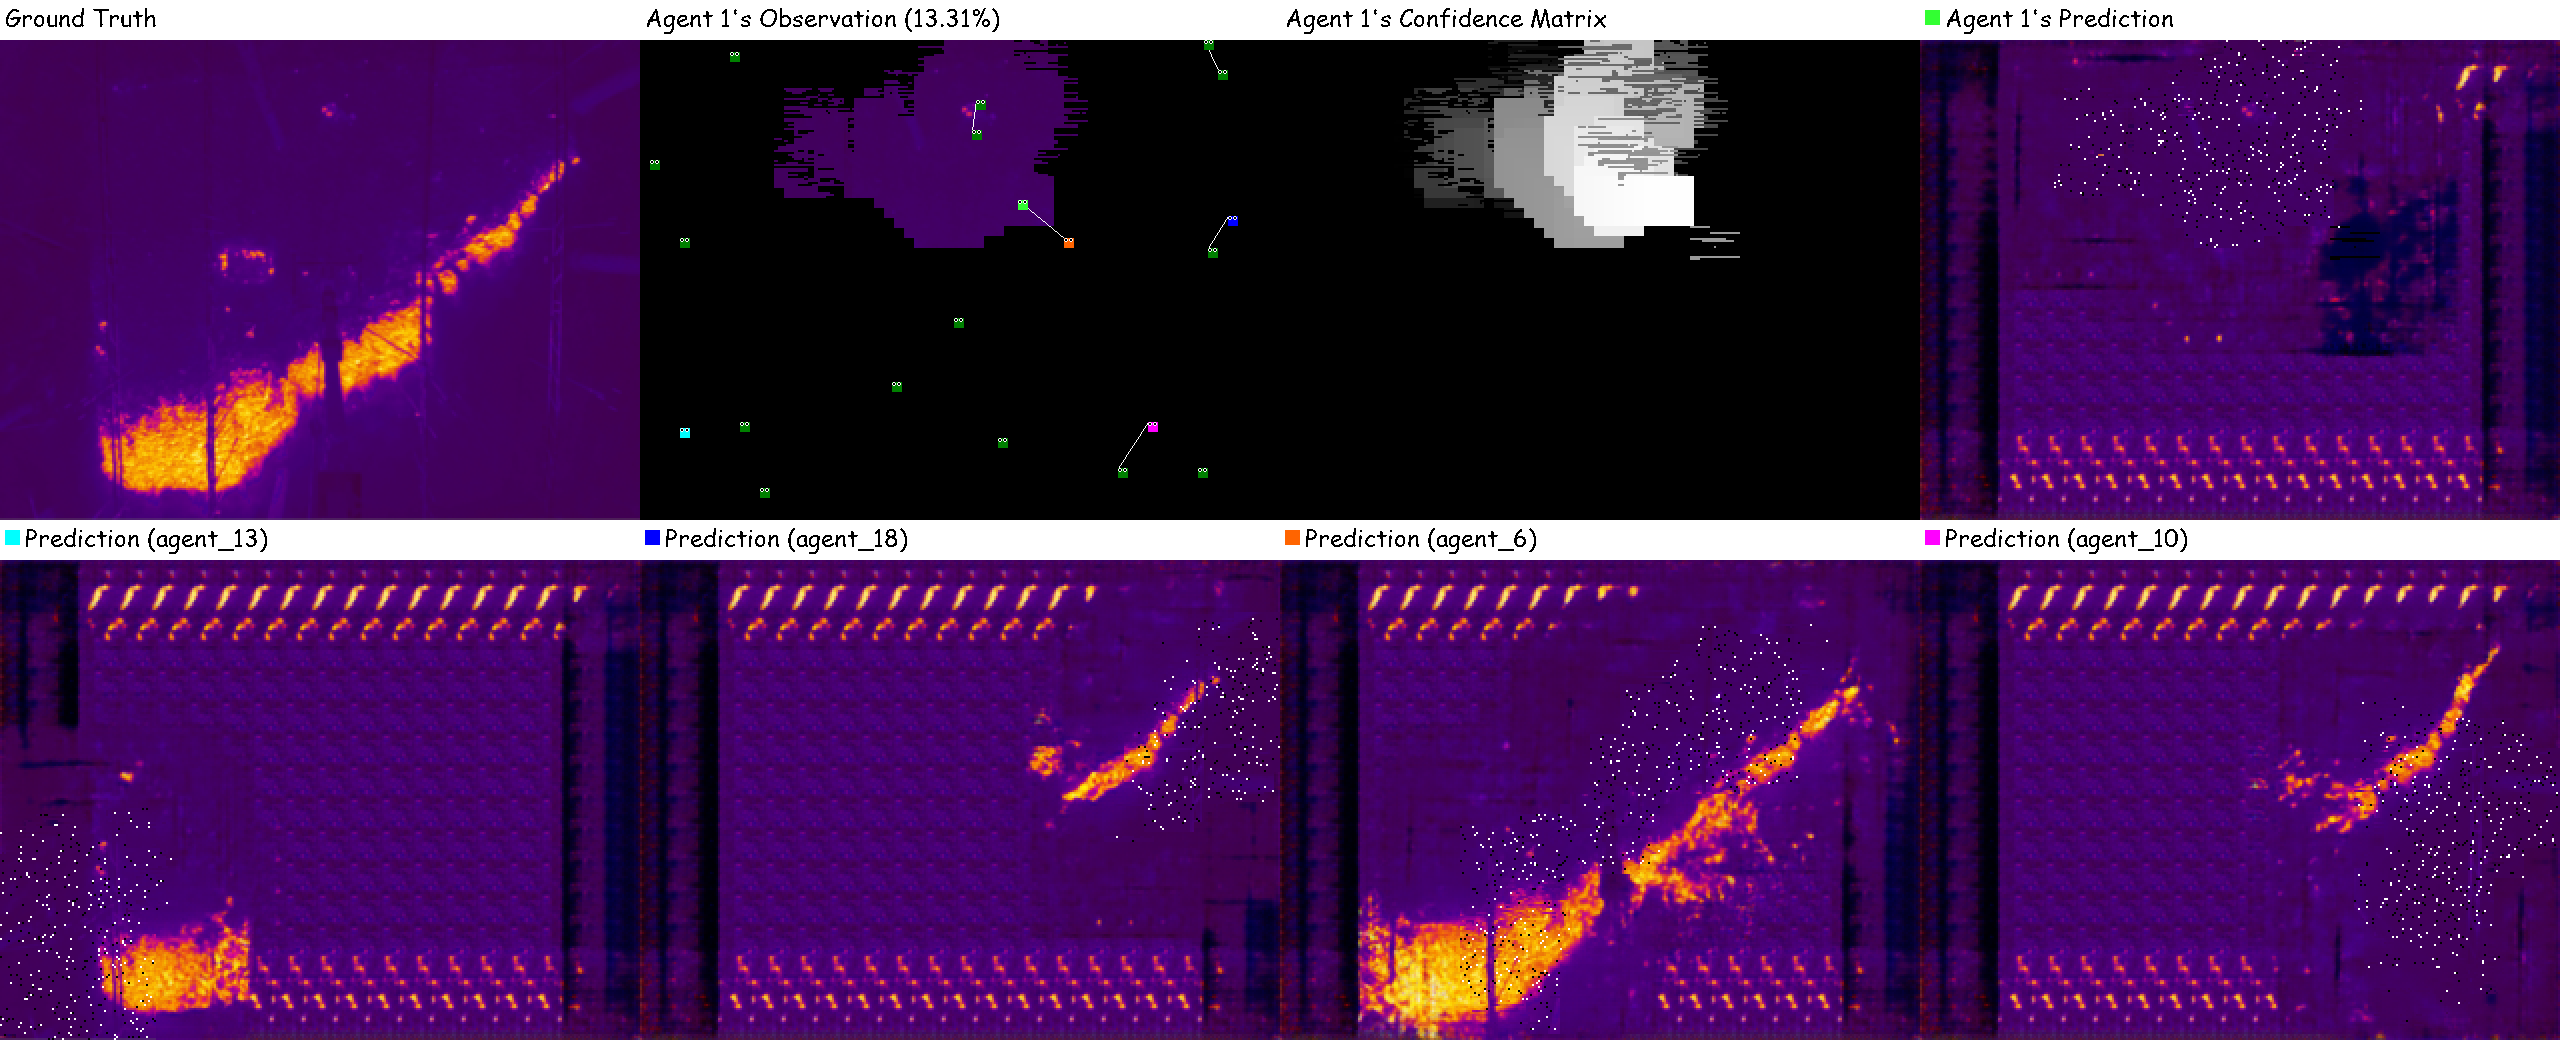 Ground Truth
Agent 1's Observation (13.31%)
Agent 1's Confidence Matrix
Agent 1's Prediction
Prediction (agent_13)
Prediction (agent_18)
Prediction (agent_6)
Prediction (agent_10)